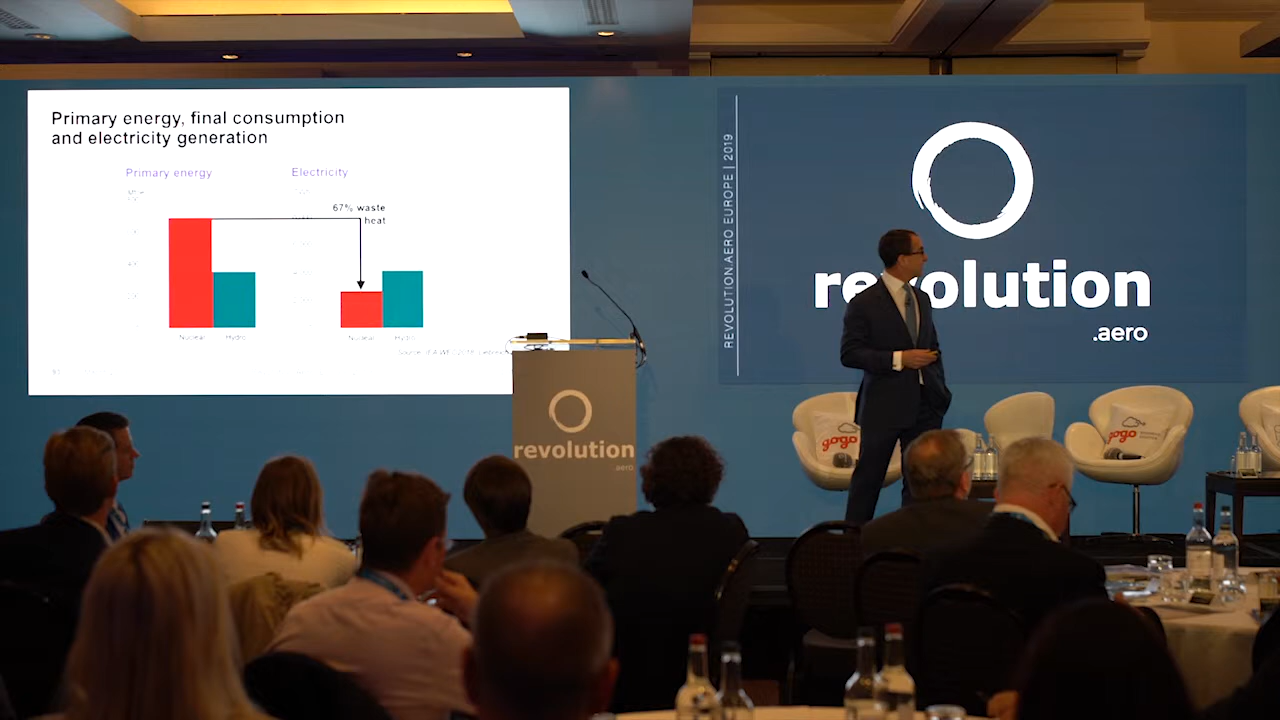 Primary energy, final consumption
and electricity generation
Primary energy
Electricity
67% waste
heat
Nuclear
Hydro
Nuclear
Hydro
REVOLUTION.AERO EUROPE | 2019
revolution
.aero
revolution
.aero
gogo
gogo